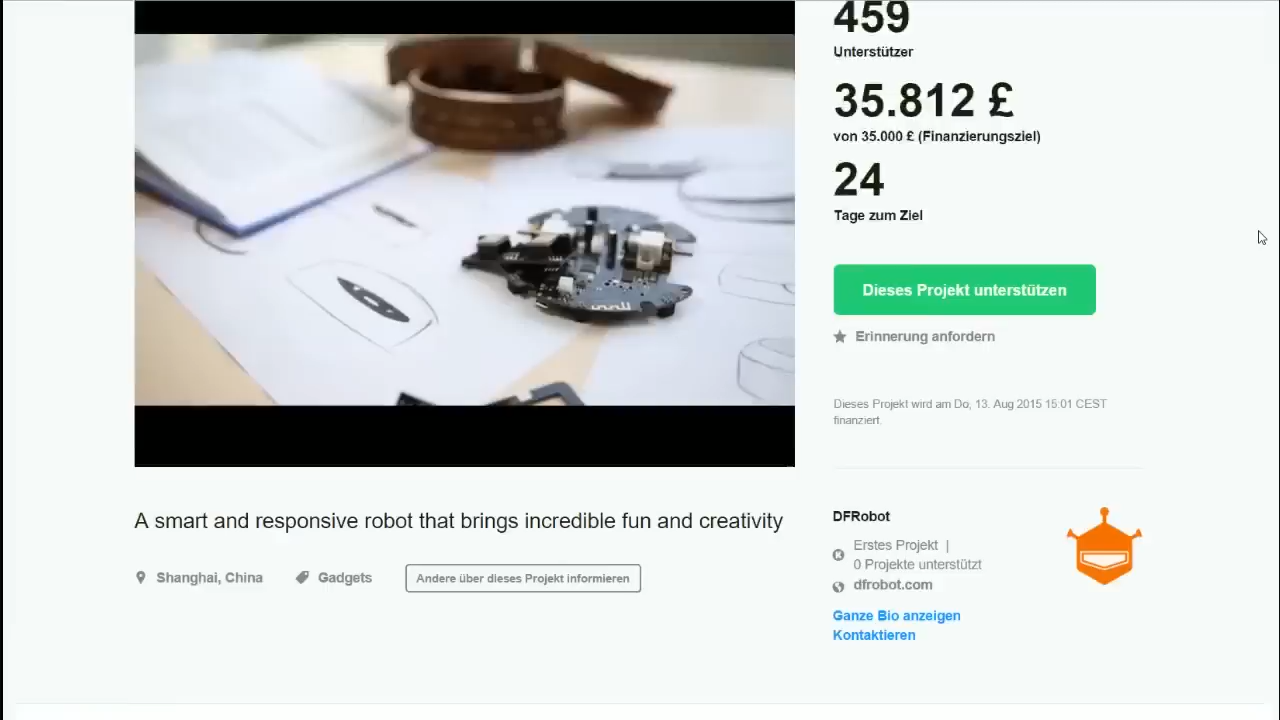 459
Unterstützer
35.812 £
von 35.000 £ (Finanzierungsziel)
24
Tage zum Ziel
Dieses Projekt unterstützen
Erinnerung anfordern
Dieses Projekt wird am Do, 13. Aug 2015 15:01 CEST
finanziert.
A smart and responsive robot that brings incredible fun and creativity
Shanghai, China
Gadgets
Andere über dieses Projekt informieren
DFRobot
Erstes Projekt |
0 Projekte unterstützt
dfrobot.com
Ganze Bio anzeigen
Kontaktieren